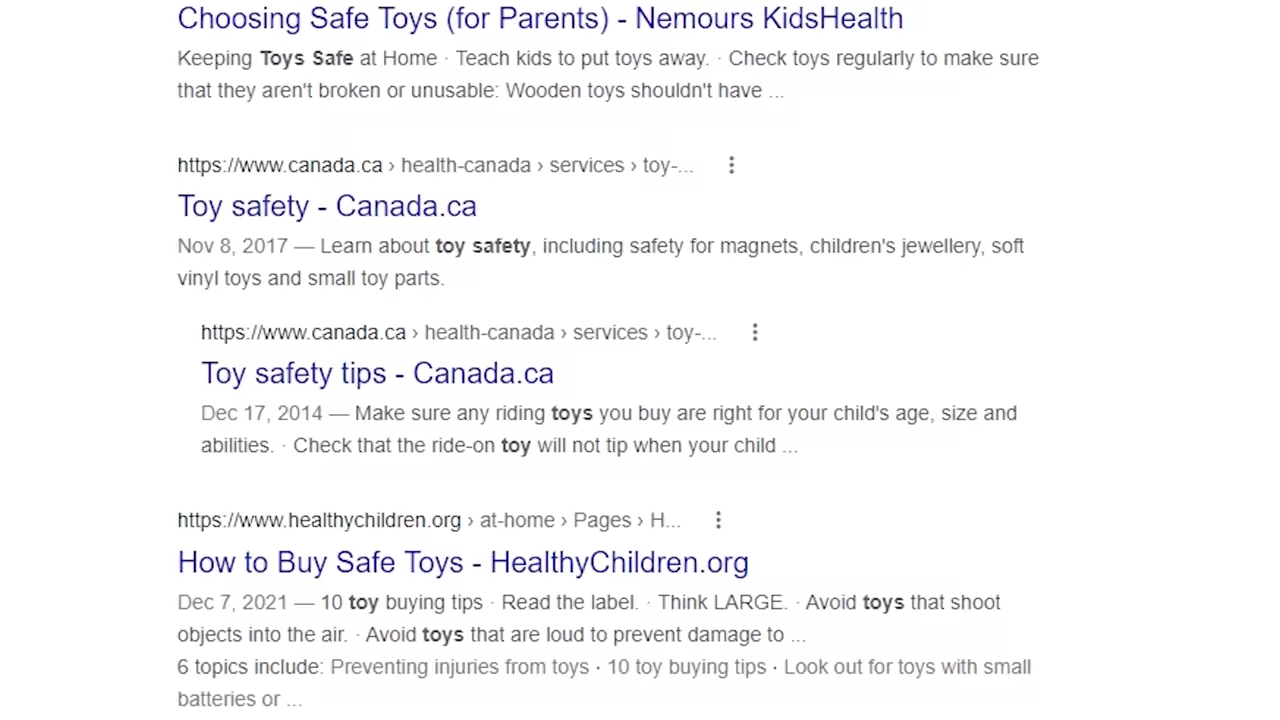 Choosing Safe Toys (for Parents) - Nemours KidsHealth
Keeping Toys Safe at Home · Teach kids to put toys away. · Check toys regularly to make sure
that they aren't broken or unusable: Wooden toys shouldn't have ...
https://www.canada.ca › health-canada › services › toy-...
Toy safety - Canada.ca
Nov 8, 2017 — Learn about toy safety, including safety for magnets, children's jewellery, soft
vinyl toys and small toy parts.
https://www.canada.ca › health-canada › services › toy-...
Toy safety tips - Canada.ca
Dec 17, 2014 — Make sure any riding toys you buy are right for your child's age, size and
abilities. · Check that the ride-on toy will not tip when your child ...
https://www.healthychildren.org › at-home › Pages › H...
How to Buy Safe Toys - HealthyChildren.org
Dec 7, 2021 — 10 toy buying tips · Read the label. · Think LARGE. · Avoid toys that shoot
objects into the air. · Avoid toys that are loud to prevent damage to ...
6 topics include: Preventing injuries from toys · 10 toy buying tips · Look out for toys with small
batteries or ...